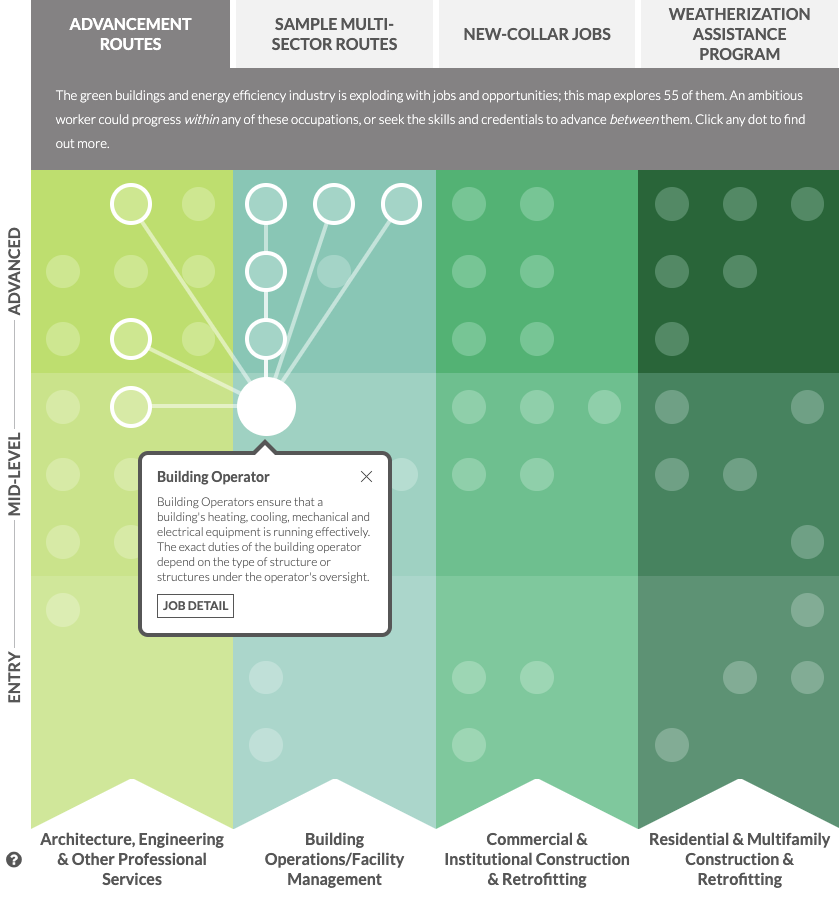 ADVANCEMENT
ROUTES
SAMPLE MULTI-
SECTOR ROUTES
NEW-COLLAR JOBS
WEATHERIZATION
ASSISTANCE
PROGRAM
The green buildings and energy efficiency industry is exploding with jobs and opportunities; this map explores 55 of them. An ambitious
worker could progress within any of these occupations, or seek the skills and credentials to advance between them. Click any dot to find
out more.
ADVANCED
MID-LEVEL
ENTRY
Building Operator
Building Operators ensure that a
building's heating, cooling, mechanical and
electrical equipment is running effectively.
The exact duties of the building operator
depend on the type of structure or
structures under the operator's oversight.
JOB DETAIL
Architecture, Engineering
& Other Professional
Services
Building
Operations/Facility
Management
Commercial &
Institutional Construction
& Retrofitting
Residential & Multifamily
Construction &
Retrofitting
?